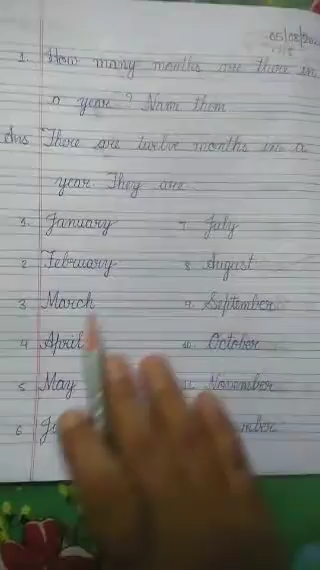 1. How many months are there in
a year? Name them
Ans There are twelve months in a
year. They are
1. January 7. July
2 February 8 August
3 March 9. September
4 April 10. October
5 May 11. November
6